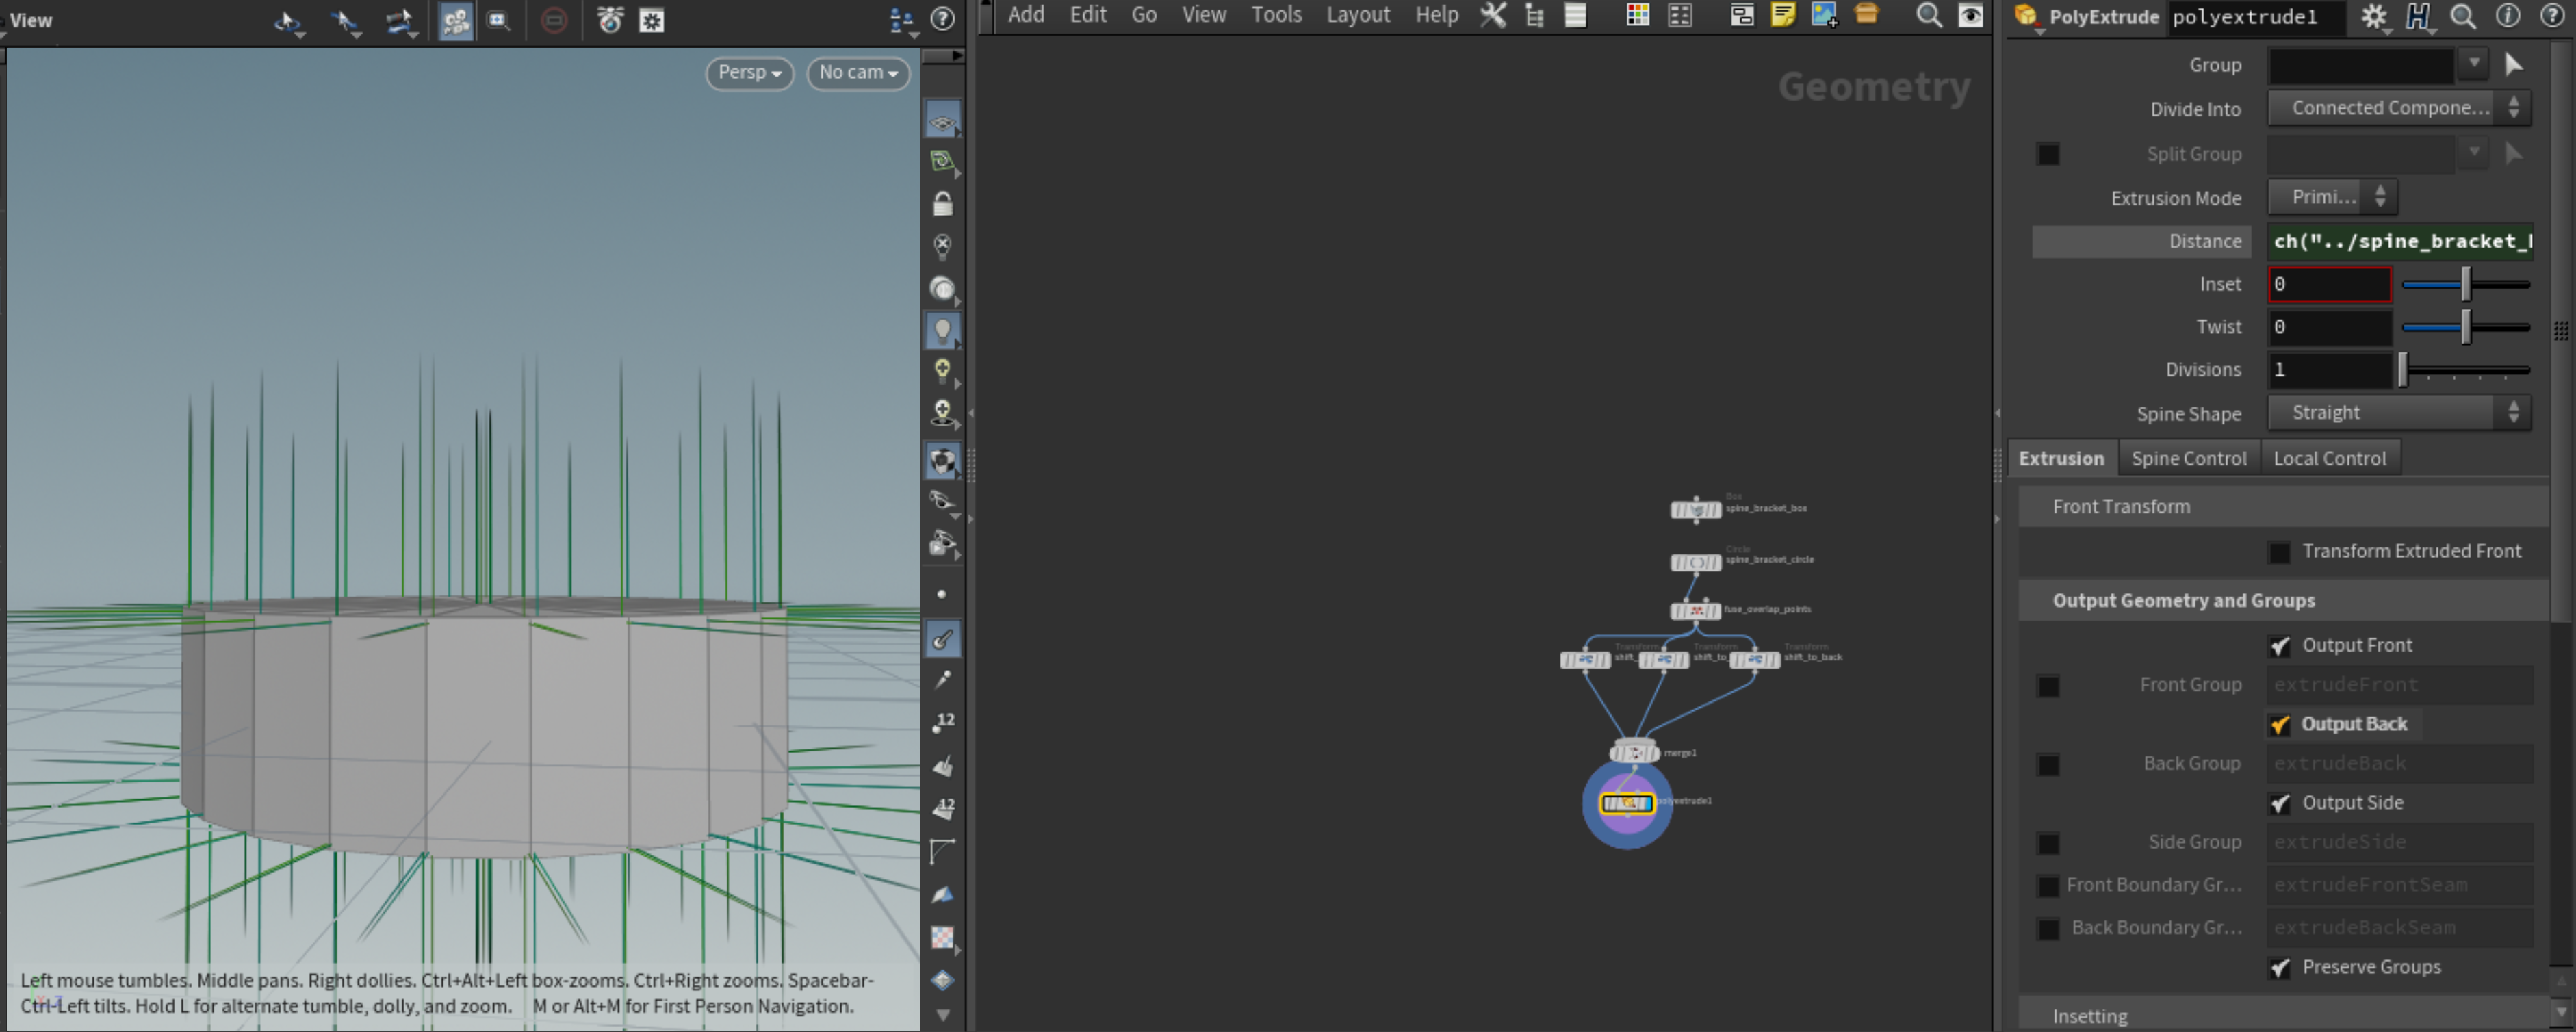 View
Persp
No cam
12
12
Left mouse tumbles. Middle pans. Right dollies. Ctrl+Alt+Left box-zooms. Ctrl+Right zooms. Spacebar-
Ctrl-Left tilts. Hold L for alternate tumble, dolly, and zoom. M or Alt+M for First Person Navigation.
Add Edit Go View Tools Layout Help
Geometry
Box
spine_bracket_box
Circle
spine_bracket_circle
fuse_overlap_points
Transform Transform Transform
shift_ shift_to_ shift_to_back
merge1
polyextrude1
PolyExtrude polyextrude1
Group
Divide Into Connected Compone...
Split Group
Extrusion Mode Primi...
Distance ch("../spine_bracket_
Inset 0
Twist 0
Divisions 1
Spine Shape Straight
Extrusion Spine Control Local Control
Front Transform
Transform Extruded Front
Output Geometry and Groups
Output Front
Front Group extrudeFront
Output Back
Back Group extrudeBack
Output Side
Side Group extrudeSide
Front Boundary Gr... extrudeFrontSeam
Back Boundary Gr... extrudeBackSeam
Preserve Groups
Insetting